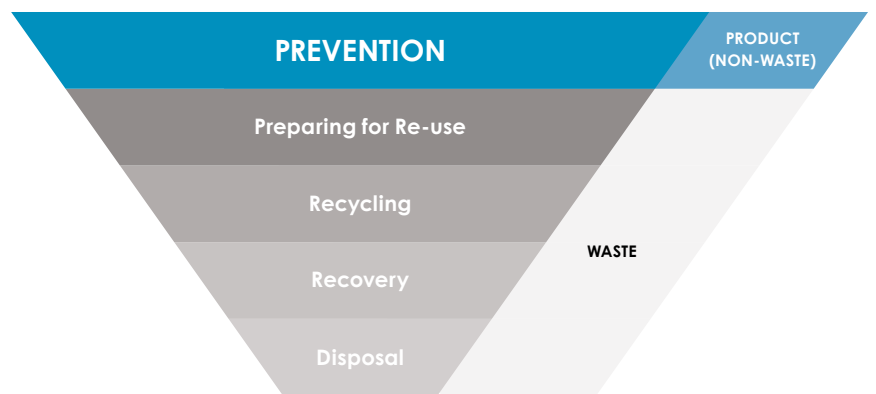 PREVENTION
PRODUCT
(NON-WASTE)
Preparing for Re-use
Recycling
WASTE
Recovery
Disposal